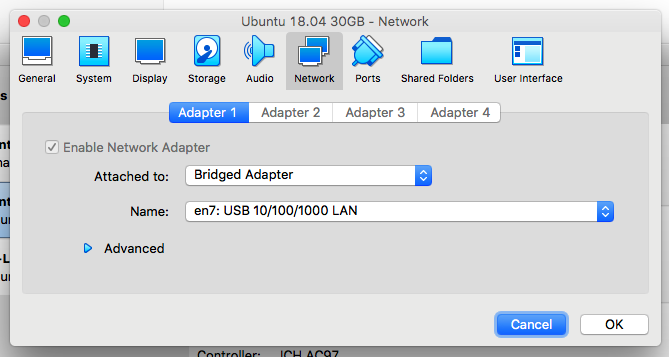 Ubuntu 18.04 30GB - Network
General System Display Storage Audio Network Ports Shared Folders User Interface
Adapter 1 Adapter 2 Adapter 3 Adapter 4
Enable Network Adapter
Attached to: Bridged Adapter
Name: en7: USB 10/100/1000 LAN
Advanced
Cancel OK
Controller: ICH AC97